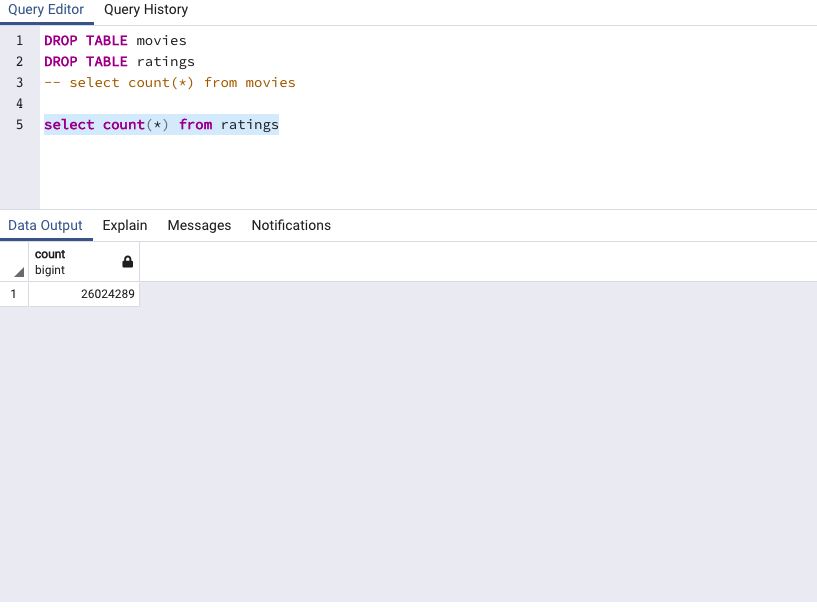 Query Editor Query History
1 DROP TABLE movies
2 DROP TABLE ratings
3 -- select count(*) from movies
4
5 select count(*) from ratings
Data Output Explain Messages Notifications
count
bigint
1 26024289